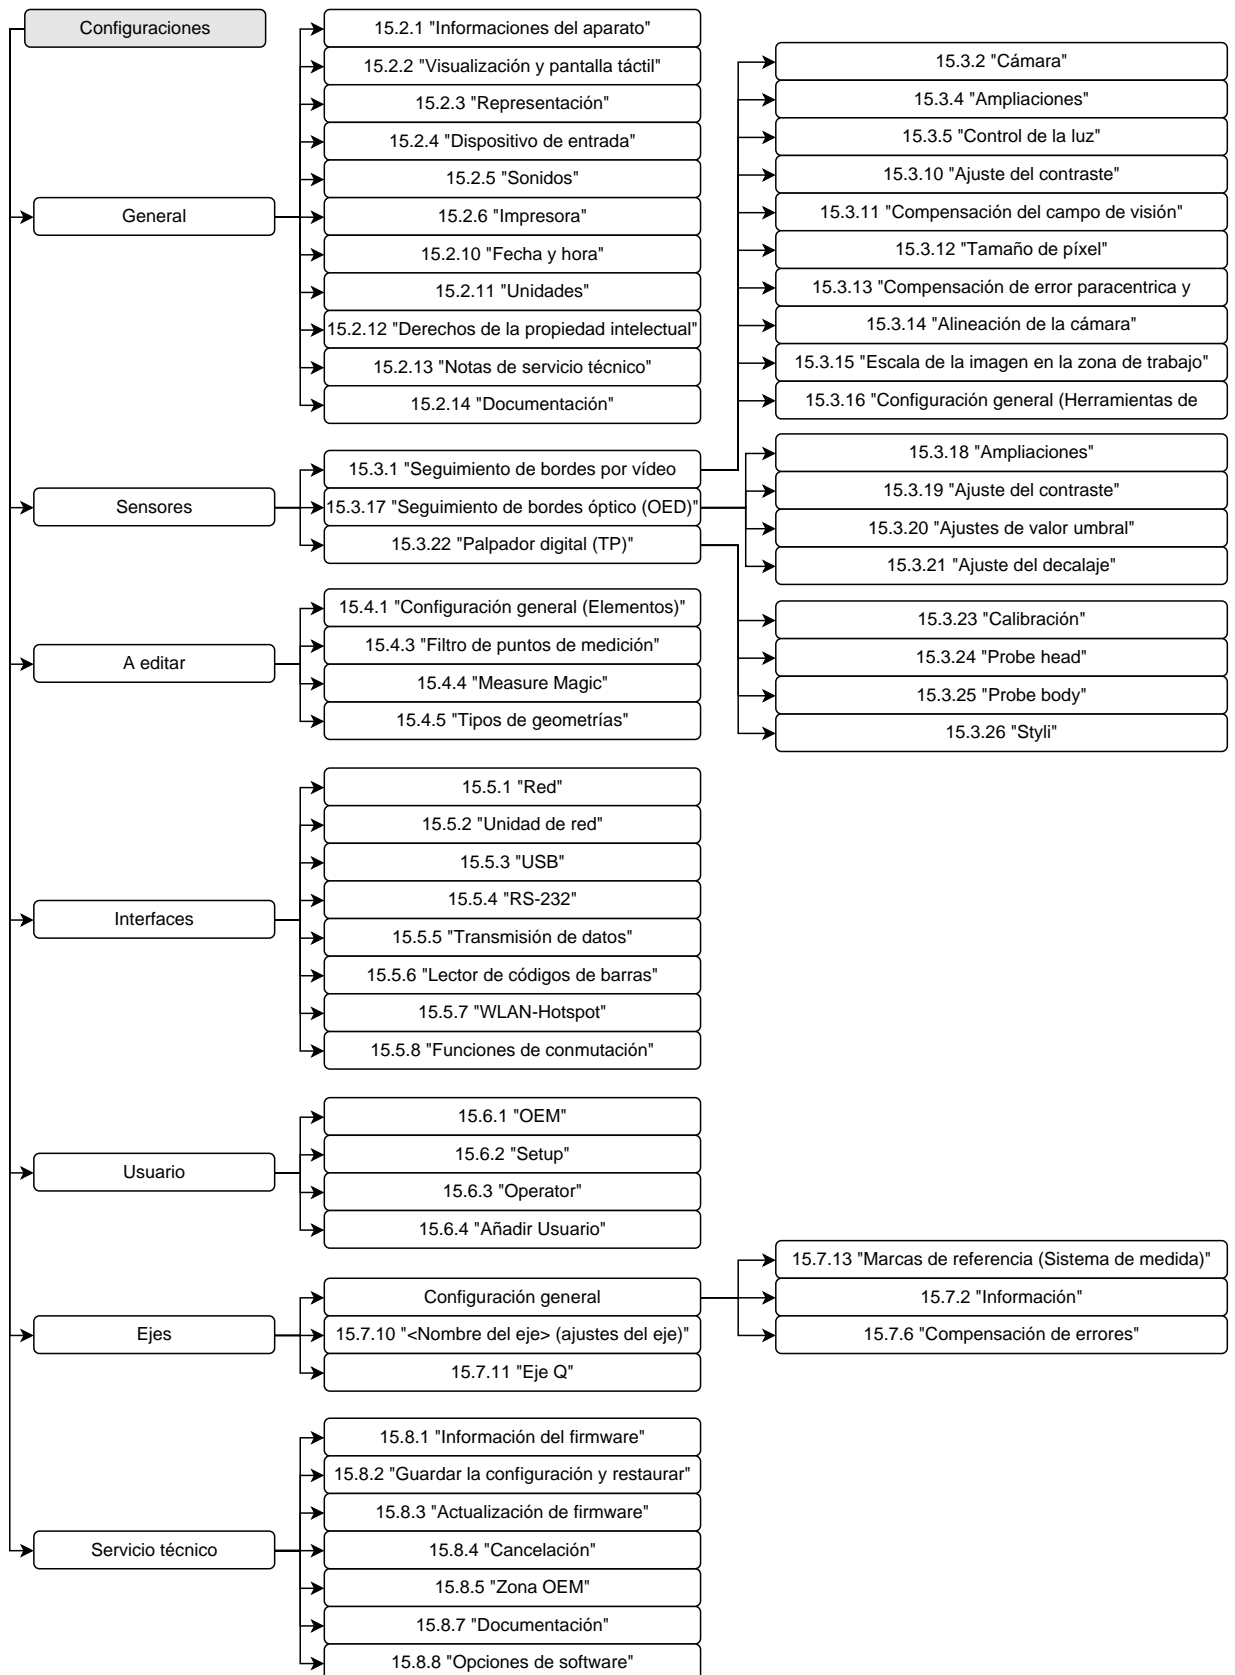 Configuraciones
General
15.2.1 "Informaciones del aparato"
15.2.2 "Visualización y pantalla táctil"
15.2.3 "Representación"
15.2.4 "Dispositivo de entrada"
15.2.5 "Sonidos"
15.2.6 "Impresora"
15.2.10 "Fecha y hora"
15.2.11 "Unidades"
15.2.12 "Derechos de la propiedad intelectual"
15.2.13 "Notas de servicio técnico"
15.2.14 "Documentación"
Sensores
15.3.1 "Seguimiento de bordes por vídeo
15.3.2 "Cámara"
15.3.4 "Ampliaciones"
15.3.5 "Control de la luz"
15.3.10 "Ajuste del contraste"
15.3.11 "Compensación del campo de visión"
15.3.12 "Tamaño de píxel"
15.3.13 "Compensación de error paracentrica y
15.3.14 "Alineación de la cámara"
15.3.15 "Escala de la imagen en la zona de trabajo"
15.3.16 "Configuración general (Herramientas de
15.3.17 "Seguimiento de bordes óptico (OED)"
15.3.18 "Ampliaciones"
15.3.19 "Ajuste del contraste"
15.3.20 "Ajustes de valor umbral"
15.3.21 "Ajuste del decalaje"
15.3.22 "Palpador digital (TP)"
15.3.23 "Calibración"
15.3.24 "Probe head"
15.3.25 "Probe body"
15.3.26 "Styli"
A editar
15.4.1 "Configuración general (Elementos)"
15.4.3 "Filtro de puntos de medición"
15.4.4 "Measure Magic"
15.4.5 "Tipos de geometrías"
Interfaces
15.5.1 "Red"
15.5.2 "Unidad de red"
15.5.3 "USB"
15.5.4 "RS-232"
15.5.5 "Transmisión de datos"
15.5.6 "Lector de códigos de barras"
15.5.7 "WLAN-Hotspot"
15.5.8 "Funciones de conmutación"
Usuario
15.6.1 "OEM"
15.6.2 "Setup"
15.6.3 "Operator"
15.6.4 "Añadir Usuario"
Ejes
Configuración general
15.7.13 "Marcas de referencia (Sistema de medida)"
15.7.2 "Información"
15.7.6 "Compensación de errores"
15.7.10 "<Nombre del eje> (ajustes del eje)"
15.7.11 "Eje Q"
Servicio técnico
15.8.1 "Información del firmware"
15.8.2 "Guardar la configuración y restaurar"
15.8.3 "Actualización de firmware"
15.8.4 "Cancelación"
15.8.5 "Zona OEM"
15.8.7 "Documentación"
15.8.8 "Opciones de software"